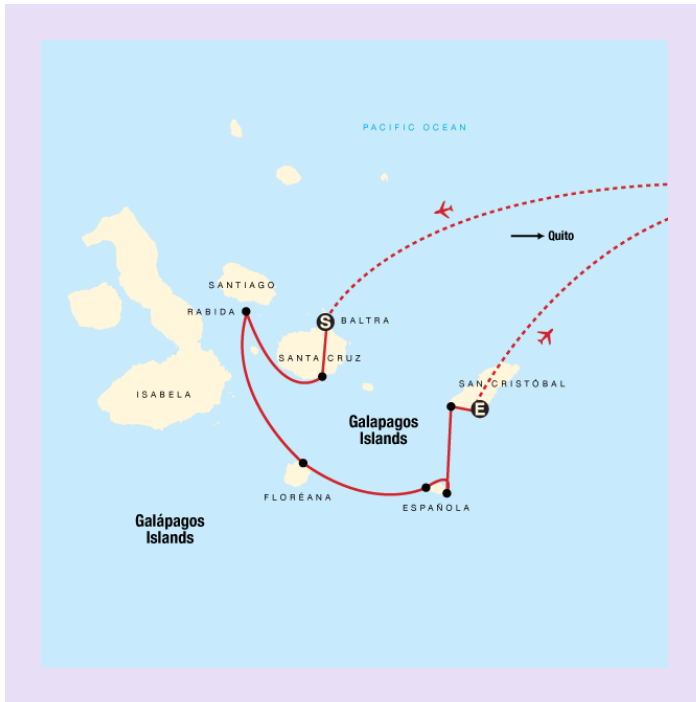 PACIFIC OCEAN
Quito
SANTIAGO
RABIDA
S
BALTRA
SANTA CRUZ
ISABELA
SAN CRISTÓBAL
E
Galapagos
Islands
FLORÉANA
ESPAÑOLA
Galápagos
Islands